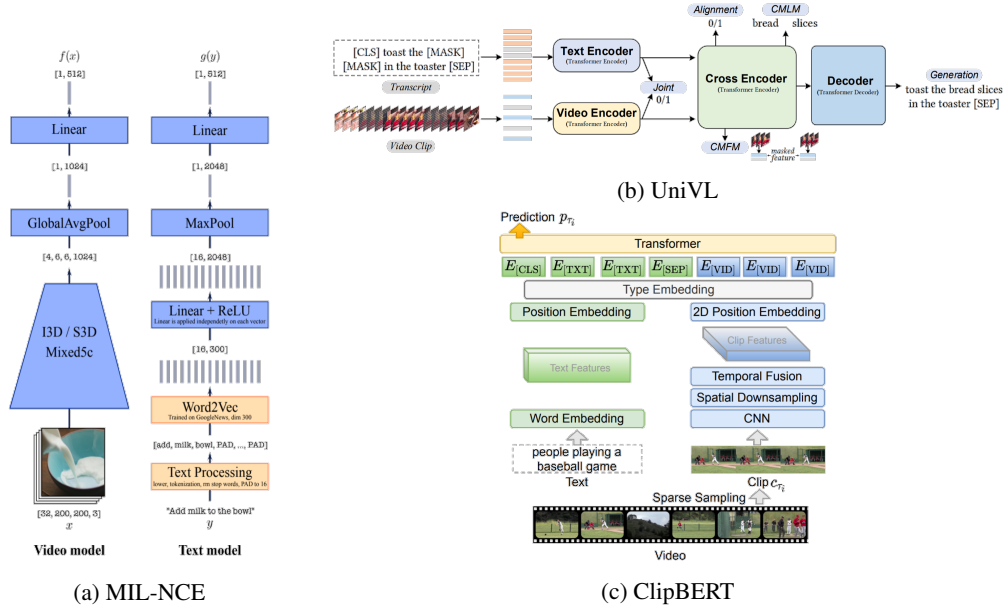 f(x)
[1, 512]
Linear
[1, 1024]
GlobalAvgPool
[4, 6, 6, 1024]
I3D / S3D
Mixed5c
[32, 200, 200, 3]
x
Video model
g(y)
[1, 512]
Linear
[1, 2048]
MaxPool
[16, 2048]
Linear + ReLU
Linear is applied independently on each vector
[16, 300]
Word2Vec
Trained on GoogleNews, dim 300
[add, milk, bowl, PAD, ..., PAD]
Text Processing
lower, tokenization, rm stop words, PAD to 16
"Add milk to the bowl"
y
Text model
(a) MIL-NCE
[CLS] toast the [MASK]
[MASK] in the toaster [SEP]
Transcript
Video Clip
Text Encoder
(Transformer Encoder)
Video Encoder
(Transformer Encoder)
Joint
0/1
Alignment
0/1
CMLM
bread slices
Cross Encoder
(Transformer Encoder)
CMFM
masked
feature
Decoder
(Transformer Decoder)
Generation
toast the bread slices
in the toaster [SEP]
(b) UniVL
Prediction p_{τ_i}
Transformer
E[CLS] E[TXT] E[TXT] E[SEP] E[VID] E[VID] E[VID]
Type Embedding
Position Embedding
2D Position Embedding
Text Features
Clip Features
Temporal Fusion
Spatial Downsampling
Word Embedding
CNN
people playing a
baseball game
Text
Clip c_{τ_i}
Sparse Sampling
Video
(c) ClipBERT